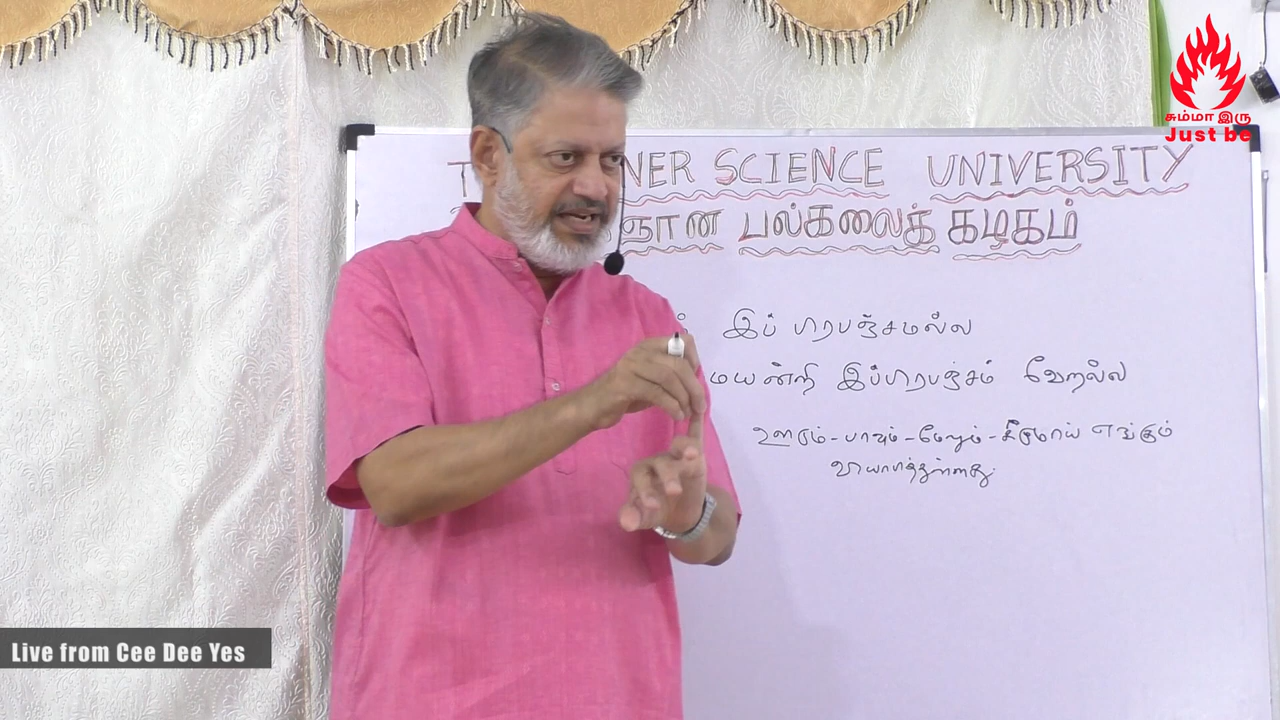 சும்மா இரு
Just be
NER SCIENCE UNIVERSITY
ஞான பல்கலைத் கழகம்
இப் பிரபஞ்சமல்ல
மயன்றி இப்பிரபஞ்சம் வேறல்ல
ஊடும் - பாவும் - மேலும் - கீழுமாய் எங்கும்
வியாபித்துள்ளது.
Live from Cee Dee Yes